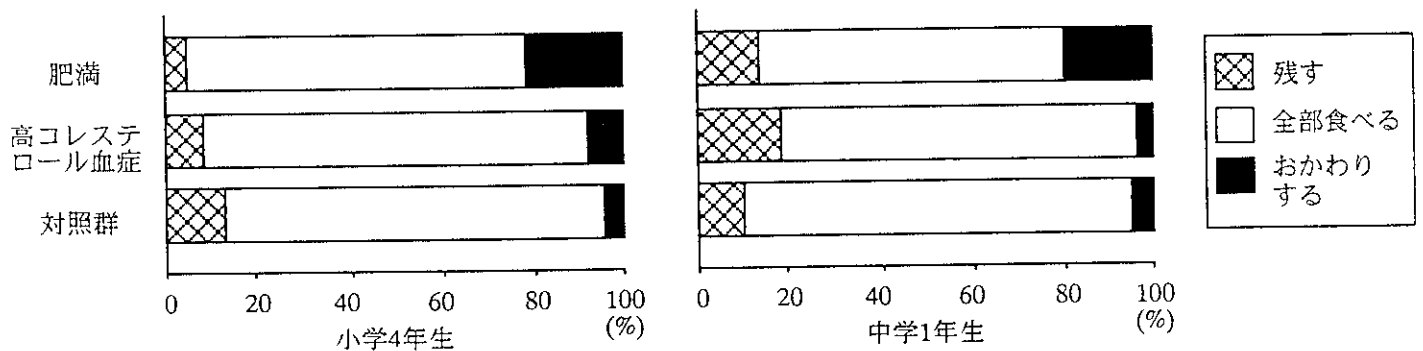 肥満
高コレステ
ロール血症
対照群
0 20 40 60 80 100
(%)
小学4年生
0 20 40 60 80 100
(%)
中学1年生
残す
全部食べる
おかわり
する